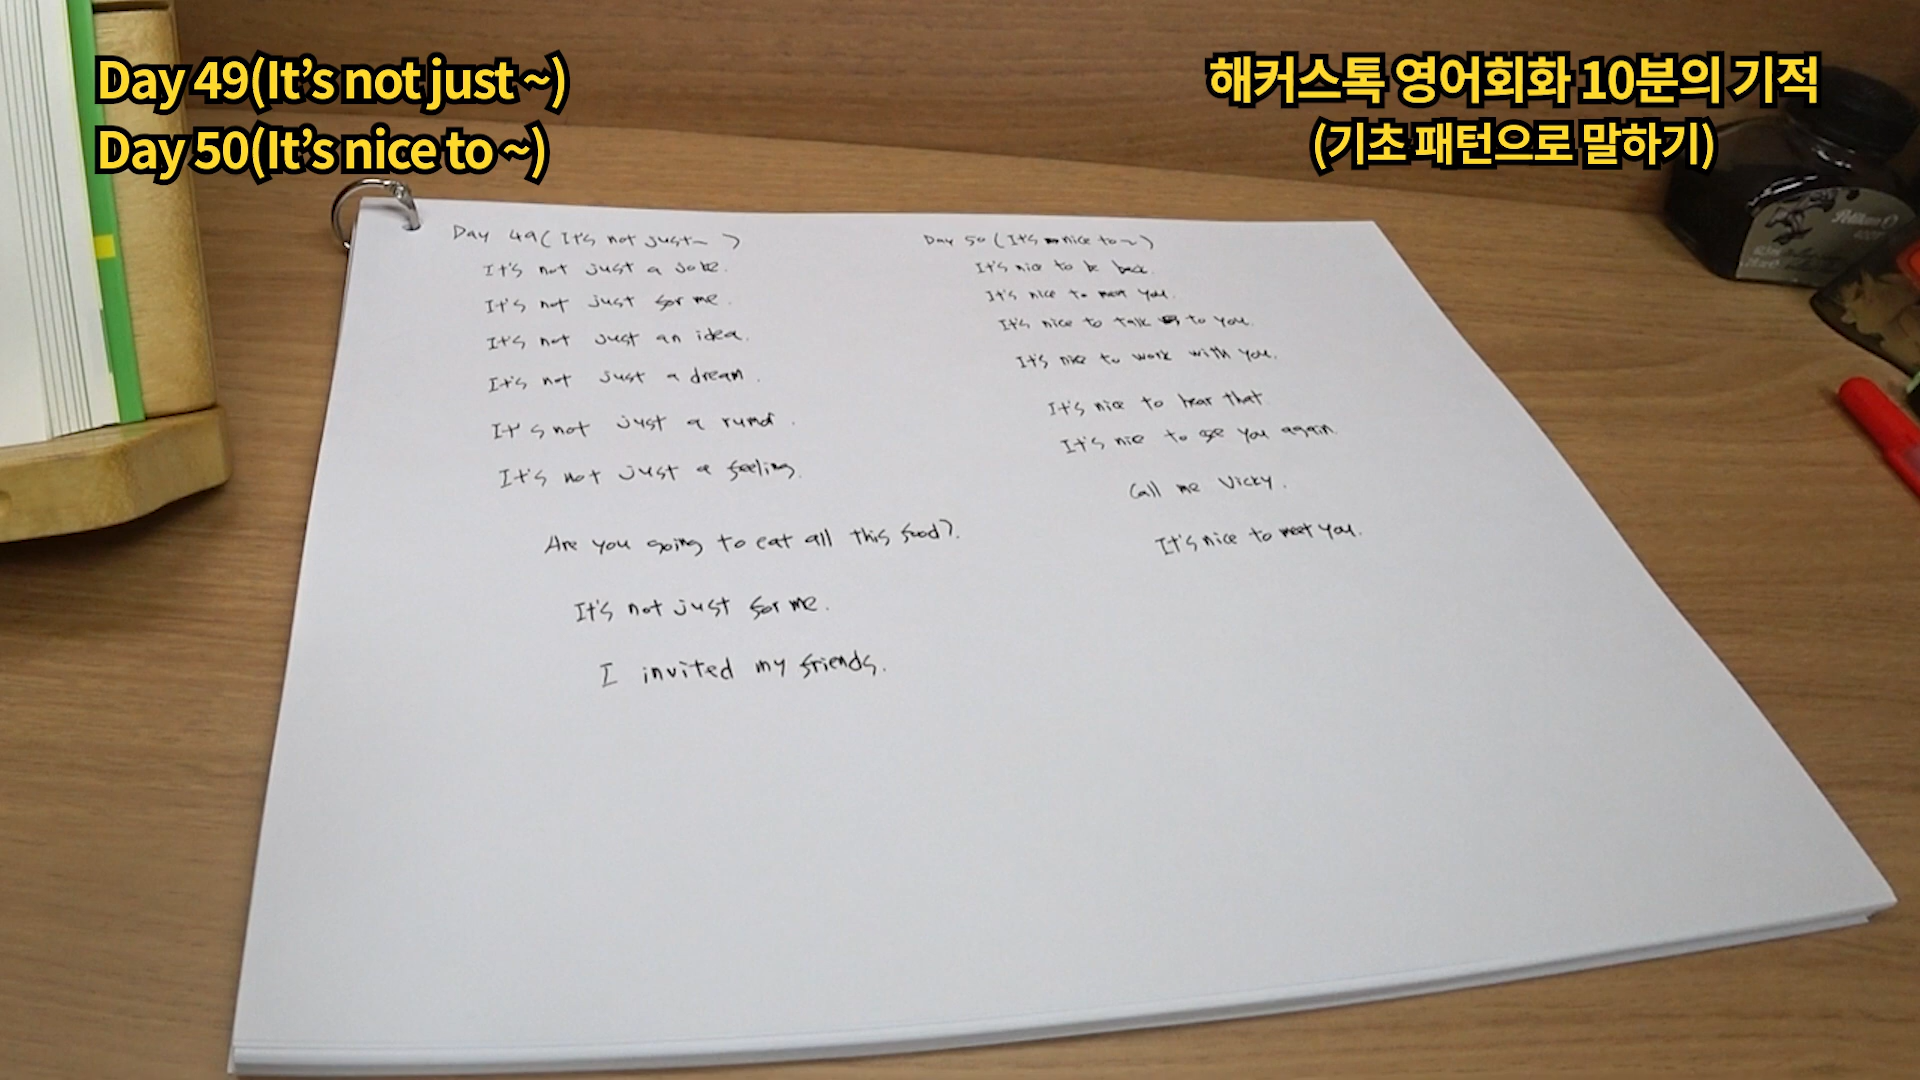 Day 49(It's not just ~)
Day 50(It's nice to ~)
해커스톡 영어회화 10분의 기적
(기초 패턴으로 말하기)
Day 49(It's not just~ )
It's not just a joke.
It's not just for me.
It's not just an idea.
It's not just a dream.
It's not just a rumor.
It's not just a feeling.
Are you going to eat all this food?.
It's not just for me.
I invited my friends.
Day 50(It's nice to~)
It's nice to be back.
It's nice to meet you.
It's nice to talk to you.
It's nice to work with you.
It's nice to hear that.
It's nice to see you again.
Call me Vicky.
It's nice to meet you.
Pelikan